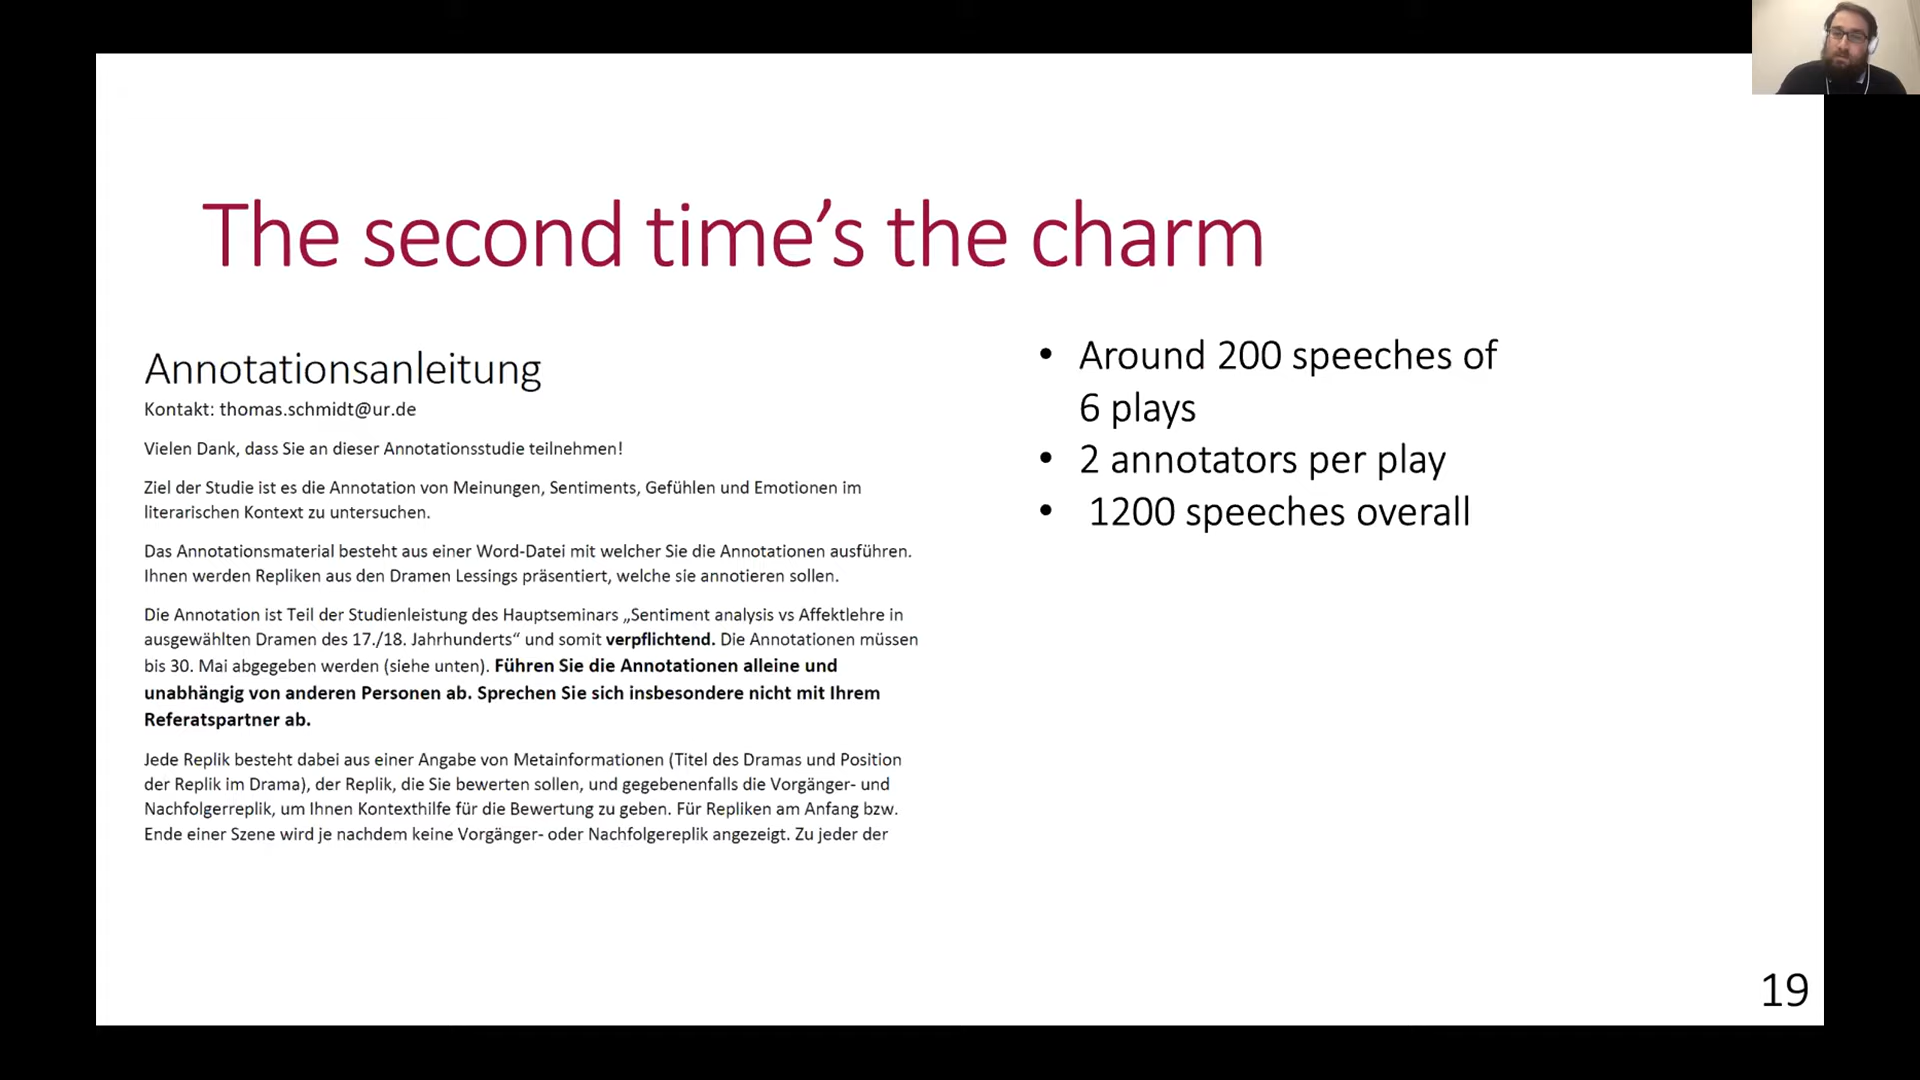 The second time’s the charm
Annotationsanleitung
Kontakt: thomas.schmidt@ur.de
Vielen Dank, dass Sie an dieser Annotationsstudie teilnehmen!
Ziel der Studie ist es die Annotation von Meinungen, Sentiments, Gefühlen und Emotionen im
literarischen Kontext zu untersuchen.
Das Annotationsmaterial besteht aus einer Word-Datei mit welcher Sie die Annotationen ausführen.
Ihnen werden Repliken aus den Dramen Lessings präsentiert, welche sie annotieren sollen.
Die Annotation ist Teil der Studienleistung des Hauptseminars „Sentiment analysis vs Affektlehre in
ausgewählten Dramen des 17./18. Jahrhunderts“ und somit verpflichtend. Die Annotationen müssen
bis 30. Mai abgegeben werden (siehe unten). Führen Sie die Annotationen alleine und
unabhängig von anderen Personen ab. Sprechen Sie sich insbesondere nicht mit Ihrem
Referatspartner ab.
Jede Replik besteht dabei aus einer Angabe von Metainformationen (Titel des Dramas und Position
der Replik im Drama), der Replik, die Sie bewerten sollen, und gegebenenfalls die Vorgänger- und
Nachfolgerreplik, um Ihnen Kontexthilfe für die Bewertung zu geben. Für Repliken am Anfang bzw.
Ende einer Szene wird je nachdem keine Vorgänger- oder Nachfolgereplik angezeigt. Zu jeder der
• Around 200 speeches of
6 plays
• 2 annotators per play
• 1200 speeches overall
19